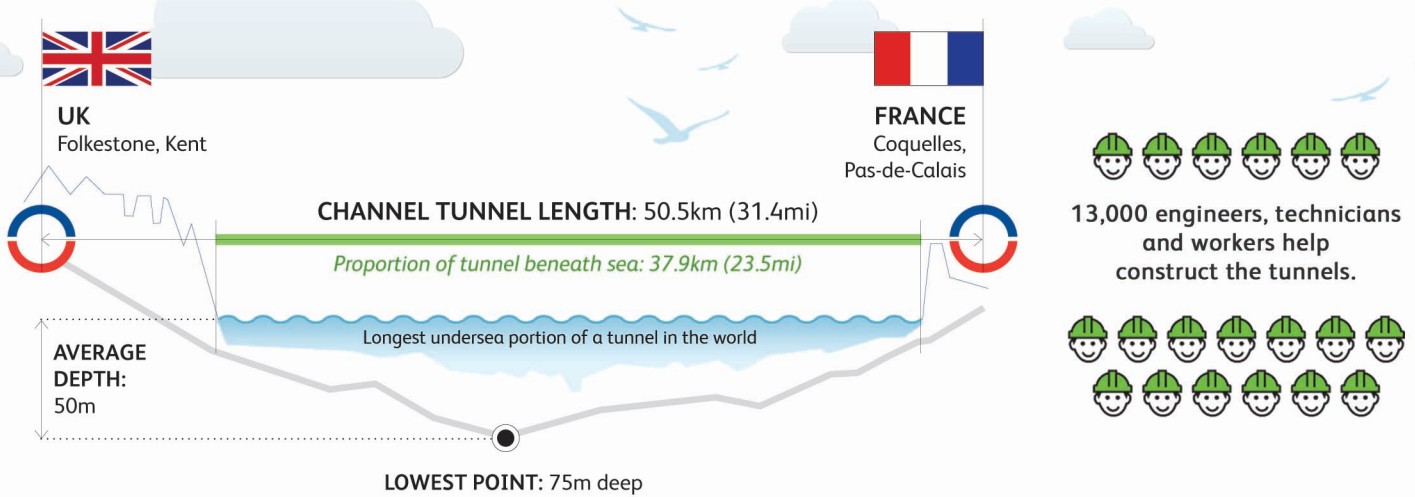 UK
Folkestone, Kent
FRANCE
Coquelles,
Pas-de-Calais
CHANNEL TUNNEL LENGTH: 50.5km (31.4mi)
Proportion of tunnel beneath sea: 37.9km (23.5mi)
Longest undersea portion of a tunnel in the world
AVERAGE
DEPTH:
50m
LOWEST POINT: 75m deep
13,000 engineers, technicians
and workers help
construct the tunnels.